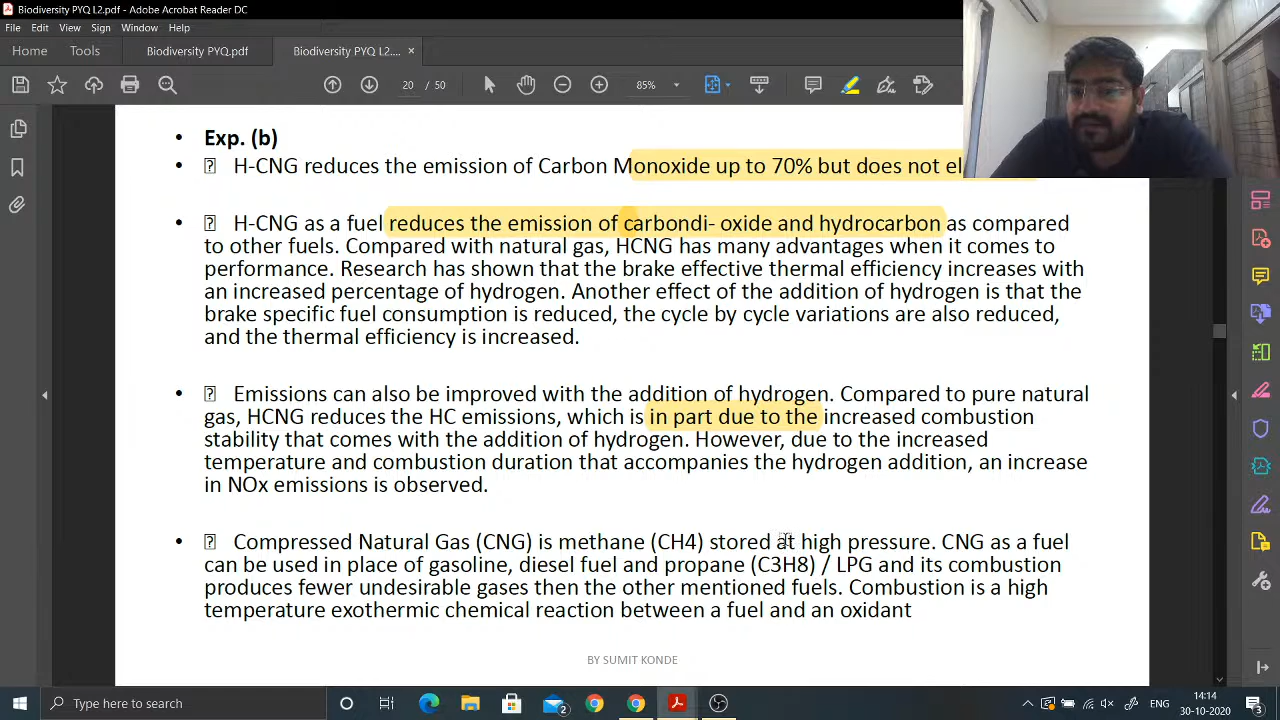 Biodiversity PYQ L2.pdf - Adobe Acrobat Reader DC
File Edit View Sign Window Help
Home Tools Biodiversity PYQ.pdf Biodiversity PYQ L2.... ×
20 / 50 85%
• Exp. (b)
• H-CNG reduces the emission of Carbon Monoxide up to 70% but does not
• H-CNG as a fuel reduces the emission of carbondi- oxide and hydrocarbon as compared
to other fuels. Compared with natural gas, HCNG has many advantages when it comes to
performance. Research has shown that the brake effective thermal efficiency increases with
an increased percentage of hydrogen. Another effect of the addition of hydrogen is that the
brake specific fuel consumption is reduced, the cycle by cycle variations are also reduced,
and the thermal efficiency is increased.
• Emissions can also be improved with the addition of hydrogen. Compared to pure natural
gas, HCNG reduces the HC emissions, which is in part due to the increased combustion
stability that comes with the addition of hydrogen. However, due to the increased
temperature and combustion duration that accompanies the hydrogen addition, an increase
in NOx emissions is observed.
• Compressed Natural Gas (CNG) is methane (CH4) stored at high pressure. CNG as a fuel
can be used in place of gasoline, diesel fuel and propane (C3H8) / LPG and its combustion
produces fewer undesirable gases then the other mentioned fuels. Combustion is a high
temperature exothermic chemical reaction between a fuel and an oxidant
BY SUMIT KONDE
Type here to search
2
ENG
14:14
30-10-2020
3